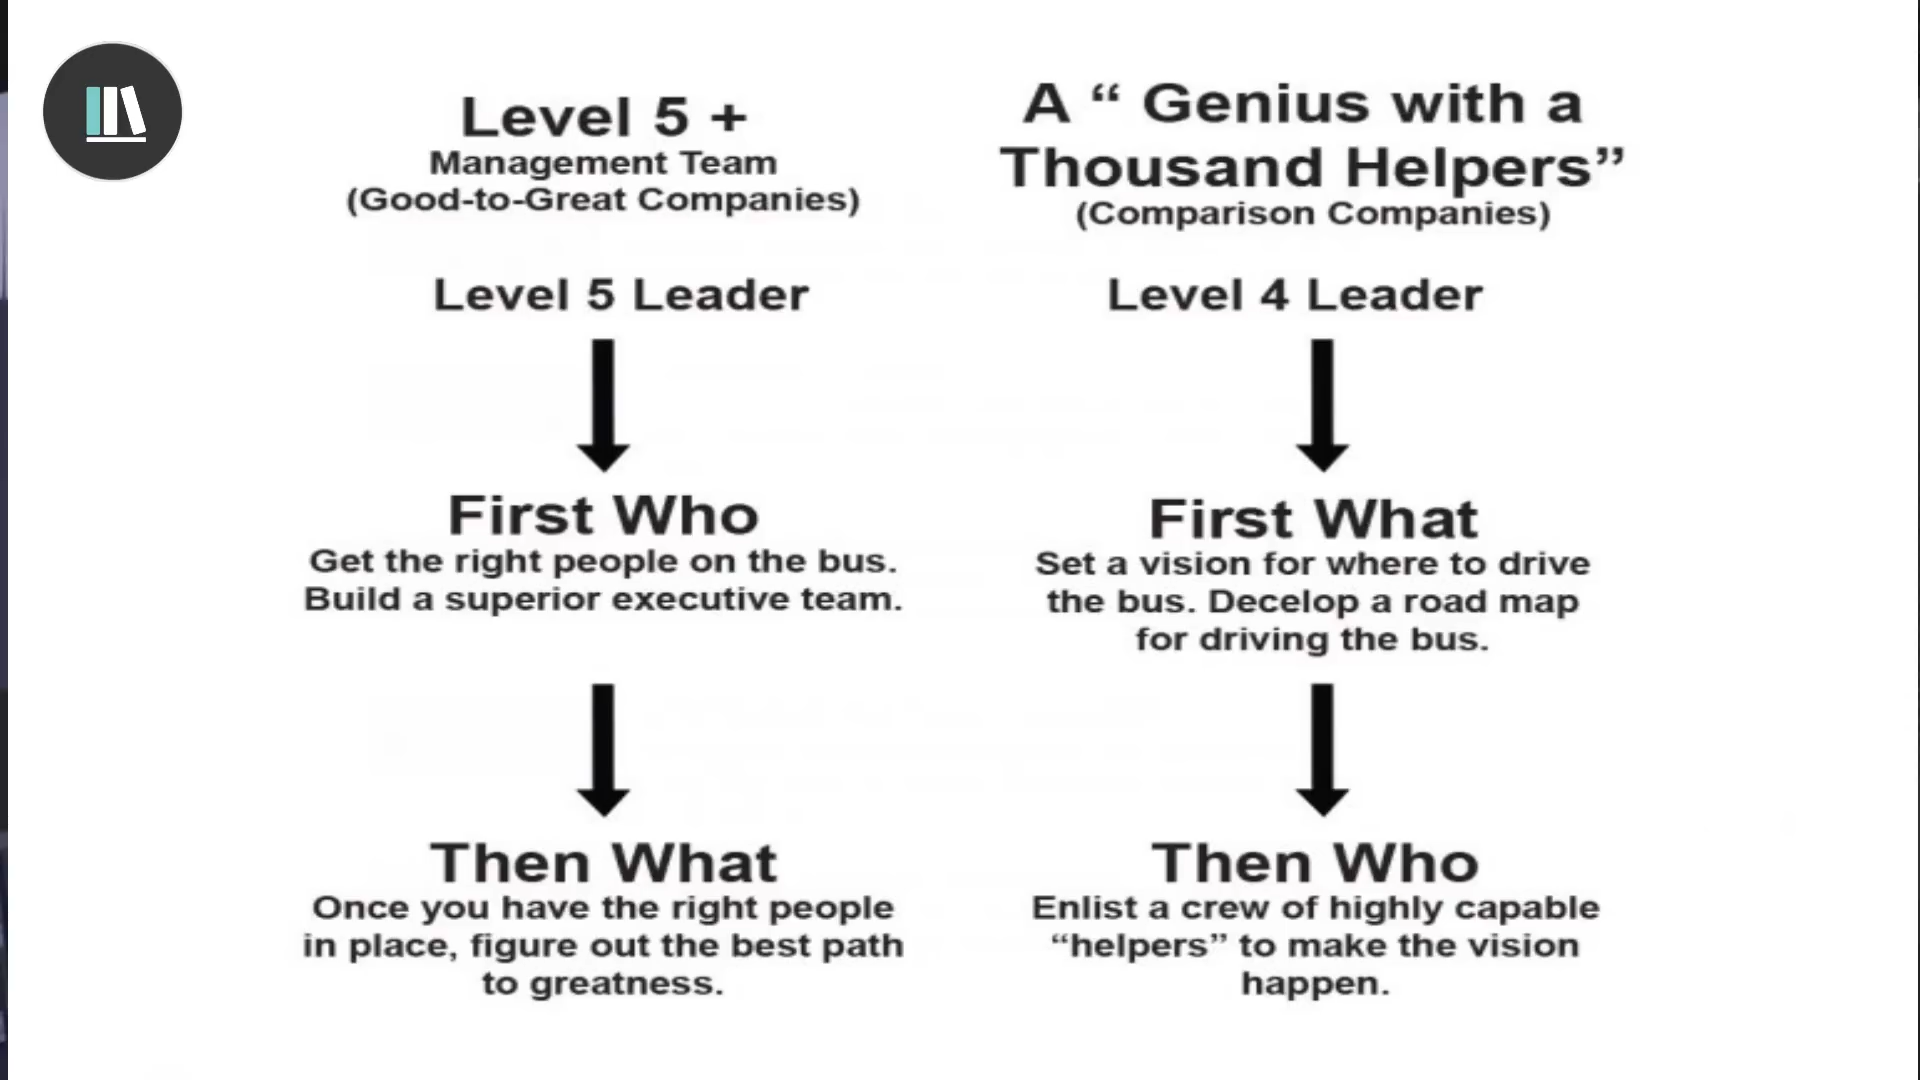 Level 5 +
Management Team
(Good-to-Great Companies)
Level 5 Leader
First Who
Get the right people on the bus.
Build a superior executive team.
Then What
Once you have the right people
in place, figure out the best path
to greatness.
A “ Genius with a
Thousand Helpers”
(Comparison Companies)
Level 4 Leader
First What
Set a vision for where to drive
the bus. Decelop a road map
for driving the bus.
Then Who
Enlist a crew of highly capable
“helpers” to make the vision
happen.